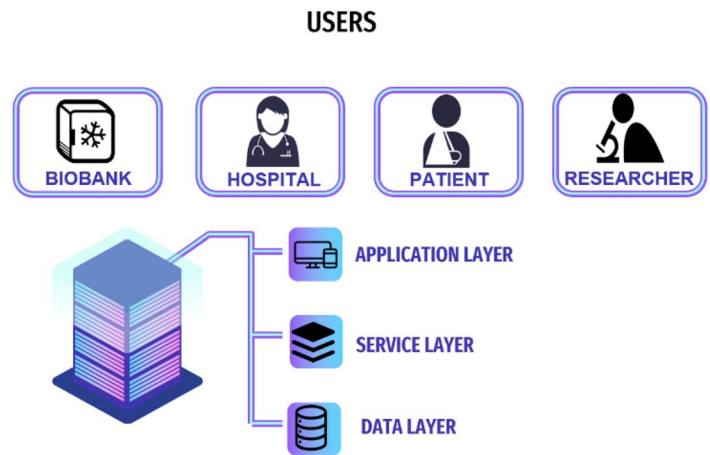 USERS
BIOBANK
HOSPITAL
PATIENT
RESEARCHER
APPLICATION LAYER
SERVICE LAYER
DATA LAYER